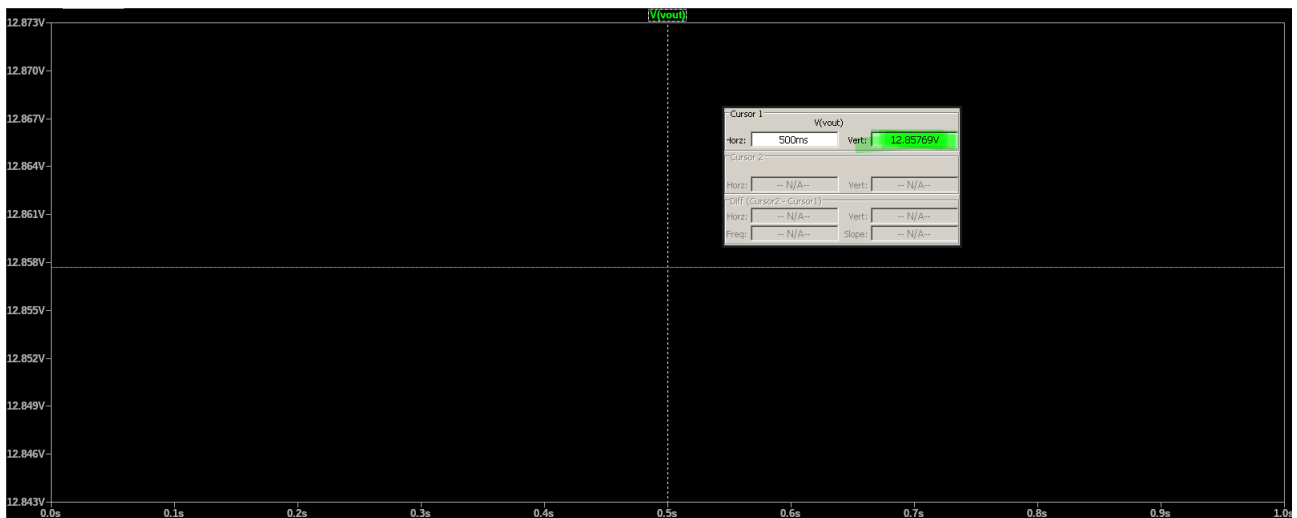 V(vout)
12.873V
12.870V
12.867V
12.864V
12.861V
12.858V
12.855V
12.852V
12.849V
12.846V
12.843V
0.0s 0.1s 0.2s 0.3s 0.4s 0.5s 0.6s 0.7s 0.8s 0.9s 1.0s
Cursor 1
V(vout)
Horz: 500ms Vert: 12.85769V
Cursor 2
Horz: -- N/A-- Vert: -- N/A--
Diff (Cursor2 - Cursor1)
Horz: -- N/A-- Vert: -- N/A--
Freq: -- N/A-- Slope: -- N/A--